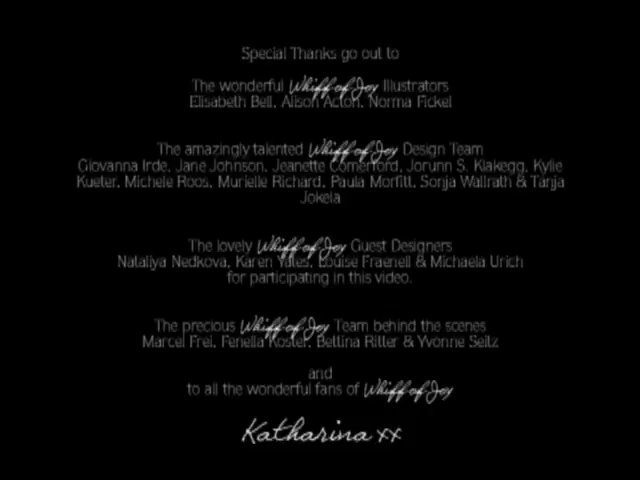 Special Thanks go out to
The wonderful Whiff of Joy Illustrators
Elisabeth Bell, Alison Acton, Norma Fickel
The amazingly talented Whiff of Joy Design Team
Giovanna Irde, Jane Johnson, Jeanette Comerford, Jorunn S. Klakegg, Kylie
Kueter, Michele Roos, Murielle Richard, Paula Morfitt, Sonja Wallrath & Tanja
Jokela
The lovely Whiff of Joy Guest Designers
Nataliya Nedkova, Karen Yates, Louise Fraenell & Michaela Urich
for participating in this video.
The precious Whiff of Joy Team behind the scenes
Marcel Frei, Fenella Koster, Bettina Ritter & Yvonne Seitz
and
to all the wonderful fans of Whiff of Joy
Katharina xx